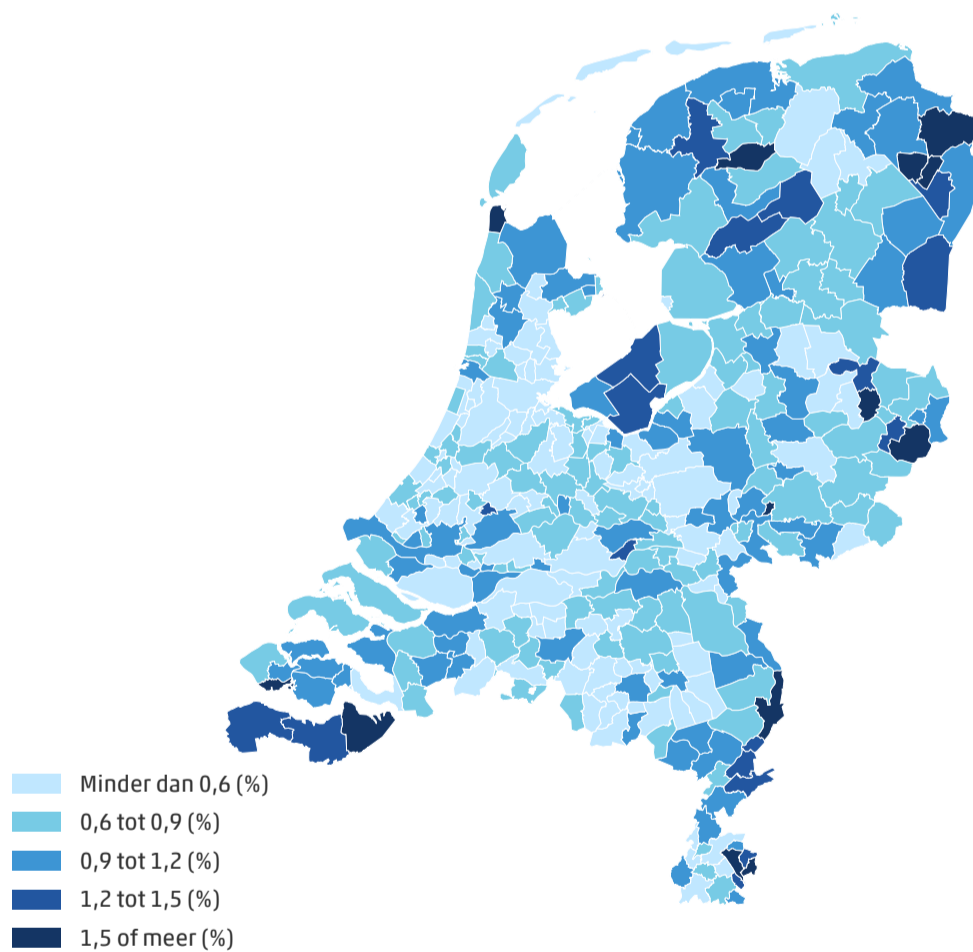 Minder dan 0,6 (%)
0,6 tot 0,9 (%)
0,9 tot 1,2 (%)
1,2 tot 1,5 (%)
1,5 of meer (%)